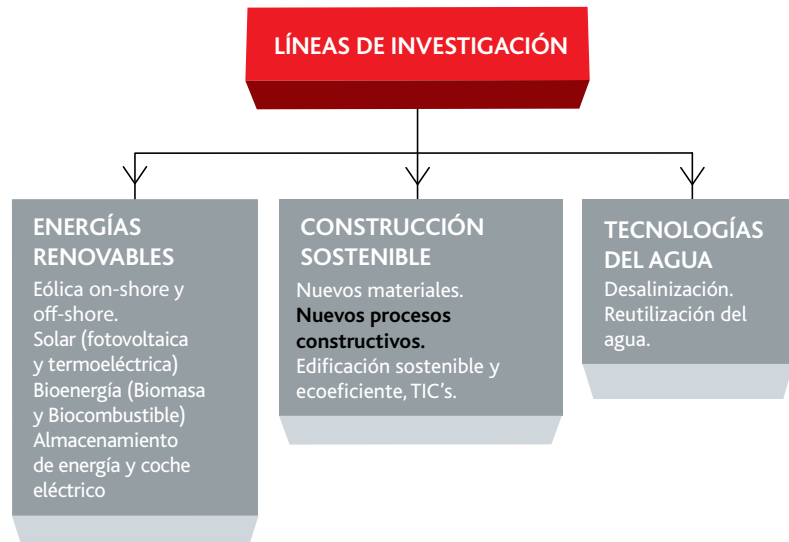 LÍNEAS DE INVESTIGACIÓN
ENERGÍAS
RENOVABLES
Eólica on-shore y
off-shore.
Solar (fotovoltaica
y termoeléctrica)
Bioenergía (Biomasa
y Biocombustible)
Almacenamiento
de energía y coche
eléctrico
CONSTRUCCIÓN
SOSTENIBLE
Nuevos materiales.
Nuevos procesos
constructivos.
Edificación sostenible y
ecoeficiente, TIC's.
TECNOLOGÍAS
DEL AGUA
Desalinización.
Reutilización del
agua.